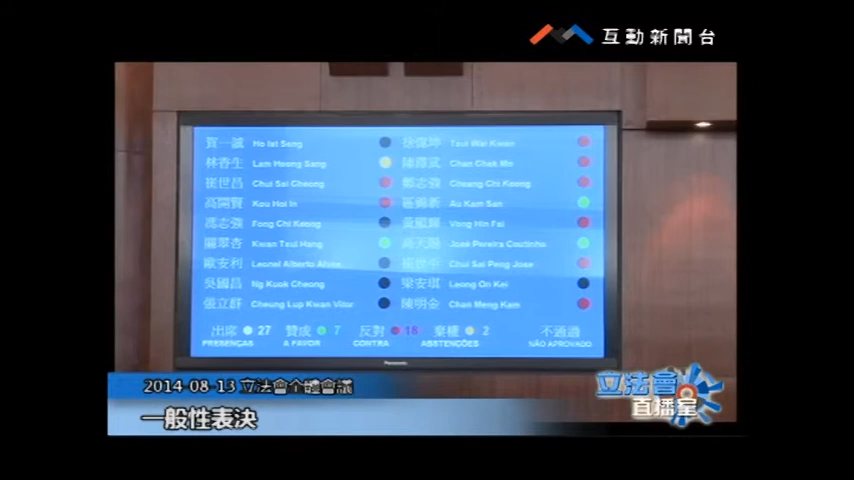 互動新聞台
賀一誠 Ho Iat Seng 徐偉坤 Tsui Wai Kwan
林香生 Lam Heong Sang 陳澤武 Chan Chak Mo
崔世昌 Chui Sai Cheong 鄭志強 Cheang Chi Keong
高開賢 Kou Hoi In 區錦新 Au Kam San
馮志強 Fong Chi Keong 黃顯輝 Vong Hin Fai
關翠杏 Kwan Tsui Hang 高天賜 José Pereira Coutinho
歐安利 Leonel Alberto Alves 崔世平 Chui Sai Peng Jose
吳國昌 Ng Kuok Cheong 梁安琪 Leong On Kei
張立群 Cheung Lup Kwan Vitor 陳明金 Chan Meng Kam
出席 27 贊成 7 反對 18 棄權 2 不通過
PRESENÇAS A FAVOR CONTRA ABSTENÇÕES NÃO APROVADO
Panasonic
2014-08-13 立法會全體會議
一般性表決
立法會
直播室